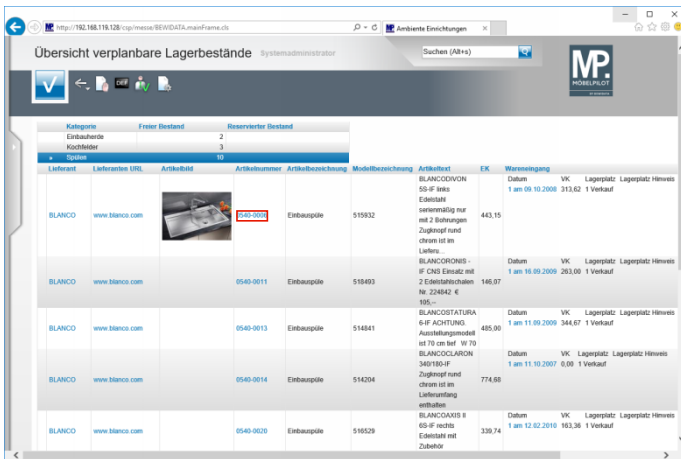 http://192.168.119.128/csp/messe/BEWIDATA.mainFrame.cls
MP Ambiente Einrichtungen
Übersicht verplanbare Lagerbestände Systemadministrator
Suchen (Alt+s)
MP.
MÖBELPILOT
DEF
Kategorie Freier Bestand Reservierter Bestand
Einbauherde 2
Kochfelder 3
Spülen 10
Lieferant Lieferanten URL Artikelbild Artikelnummer Artikelbezeichnung Modellbezeichnung Artikeltext EK Wareneingang
BLANCO www.blanco.com 0540-0006 Einbauspüle 515932
BLANCODIVON
5S-IF links
Edelstahl
serienmäßig nur
mit 2 Bohrungen
Zugknopf rund
chrom ist im
Lieferu...
443,15
Datum VK Lagerplatz Lagerplatz Hinweis
1 am 09.10.2008 313,62 1 Verkauf
BLANCO www.blanco.com 0540-0011 Einbauspüle 518493
BLANCORONIS -
IF CNS Einsatz mit
2 Edelstahlschalen
Nr. 224842 €
105,--
146,07
Datum VK Lagerplatz Lagerplatz Hinweis
1 am 16.09.2009 263,00 1 Verkauf
BLANCO www.blanco.com 0540-0013 Einbauspüle 514841
BLANCOSTATURA
6-IF ACHTUNG
Ausstellungsmodell
ist 70 cm tief W 70
485,00
Datum VK Lagerplatz Lagerplatz Hinweis
1 am 11.09.2009 344,67 1 Verkauf
BLANCO www.blanco.com 0540-0014 Einbauspüle 514204
BLANCOCLARON
340/180-IF
Zugknopf rund
chrom ist im
Lieferumfang
enthalten
774,68
Datum VK Lagerplatz Lagerplatz Hinweis
1 am 11.10.2007 0,00 1 Verkauf
BLANCO www.blanco.com 0540-0020 Einbauspüle 516529
BLANCOAXIS II
6S-IF rechts
Edelstahl mit
Zubehör
339,74
Datum VK Lagerplatz Lagerplatz Hinweis
1 am 12.02.2010 163,36 1 Verkauf